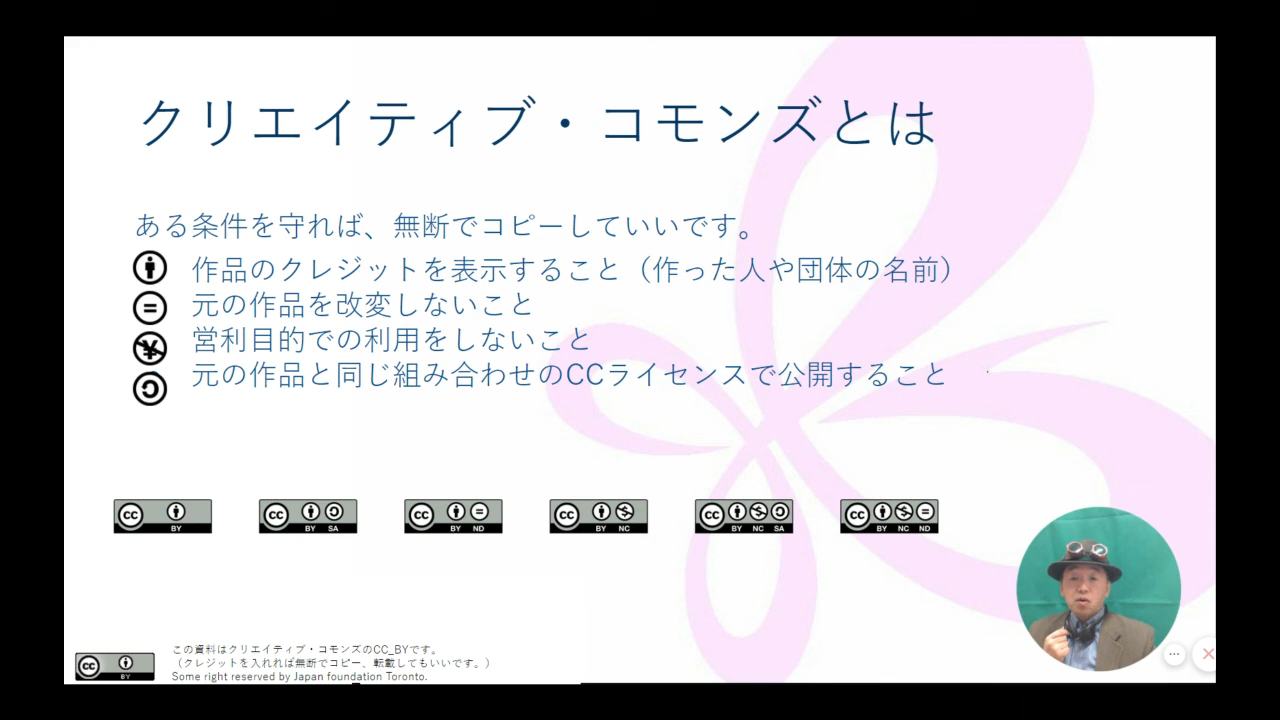 クリエイティブ・コモンズとは
ある条件を守れば、無断でコピーしていいです。
作品のクレジットを表示すること（作った人や団体の名前）
元の作品を改変しないこと
営利目的での利用をしないこと
元の作品と同じ組み合わせのCCライセンスで公開すること
cc BY
cc BY SA
cc BY ND
cc BY NC
cc BY NC SA
cc BY NC ND
cc BY
この資料はクリエイティブ・コモンズのCC_BYです。
（クレジットを入れれば無断でコピー、転載してもいいです。）
Some right reserved by Japan foundation Toronto.